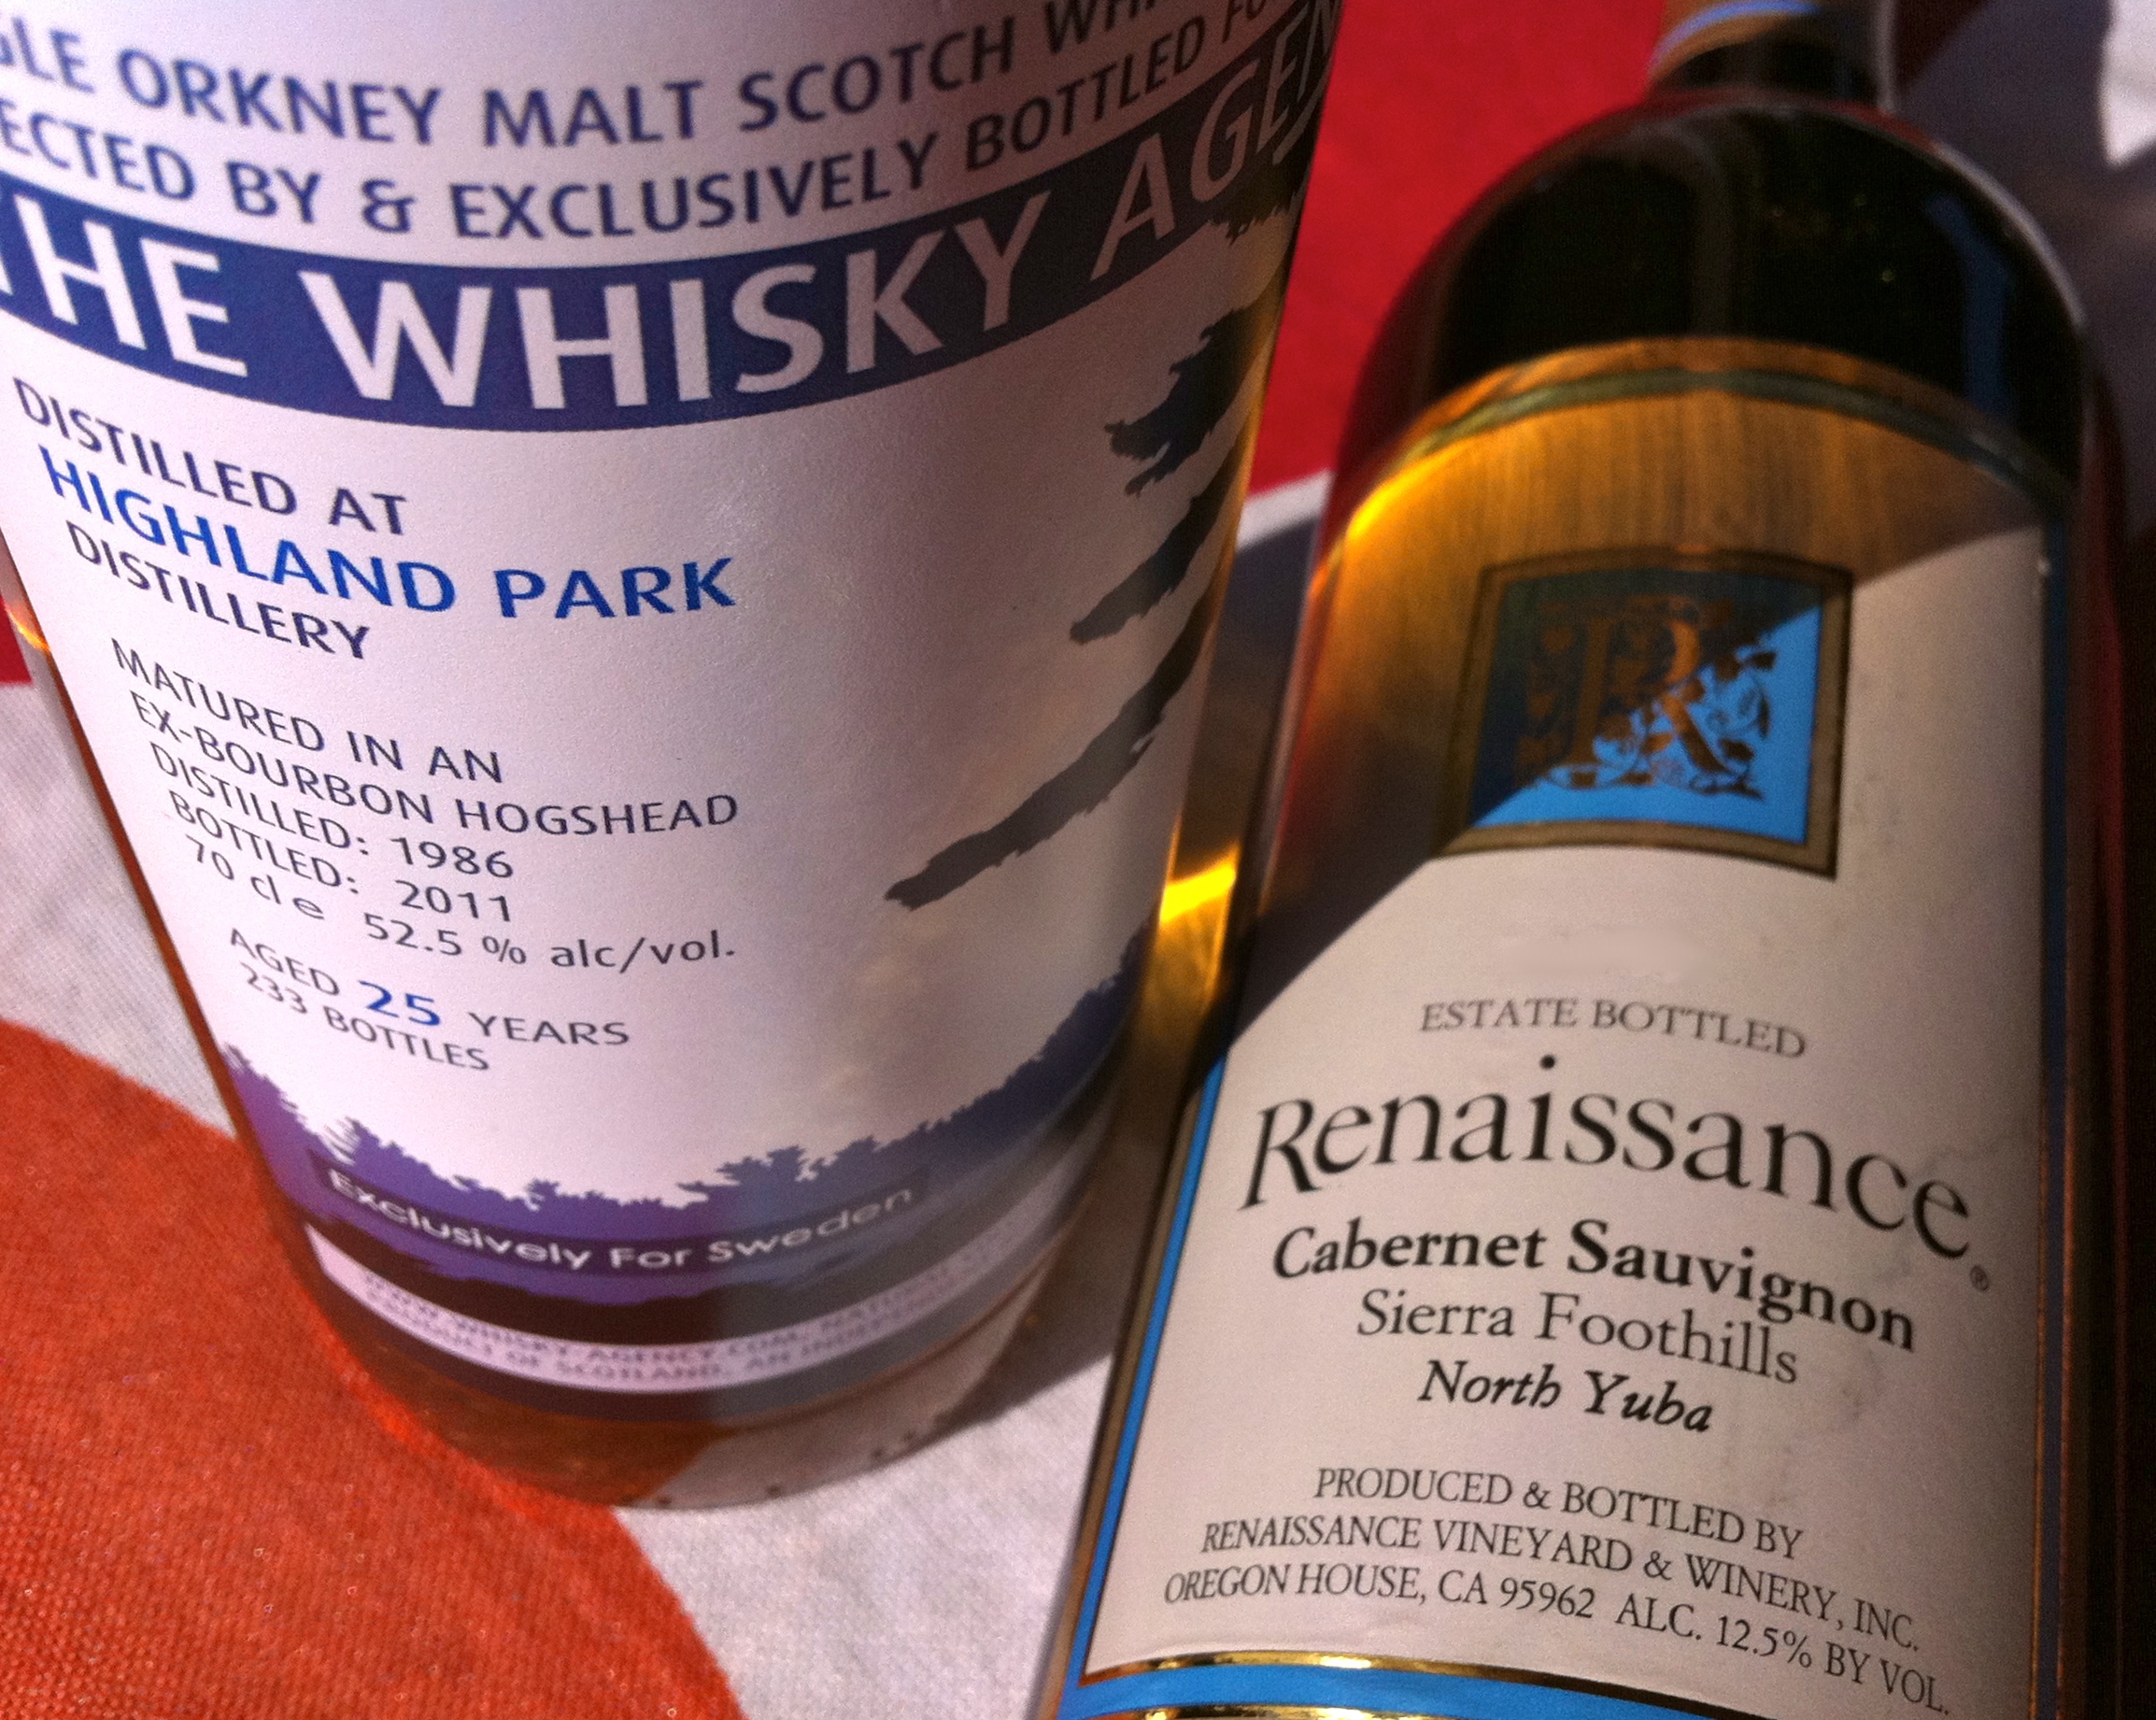 ORKNEY MALT SCOTCH
BY & EXCLUSIVELY BOTTLED
THE WHISKY
DISTILLED AT
HIGHLAND PARK
DISTILLERY
MATURED IN AN
EX-BOURBON HOGSHEAD
DISTILLED: 1986
BOTTLED: 2011
70 cl e 52.5 % alc/vol.
AGED 25 YEARS
233 BOTTLES
Exclusively For Sweden
R
ESTATE BOTTLED
Renaissance®
Cabernet Sauvignon
Sierra Foothills
North Yuba
PRODUCED & BOTTLED BY
RENAISSANCE VINEYARD & WINERY, INC.
OREGON HOUSE, CA 95962 ALC. 12.5% BY VOL.